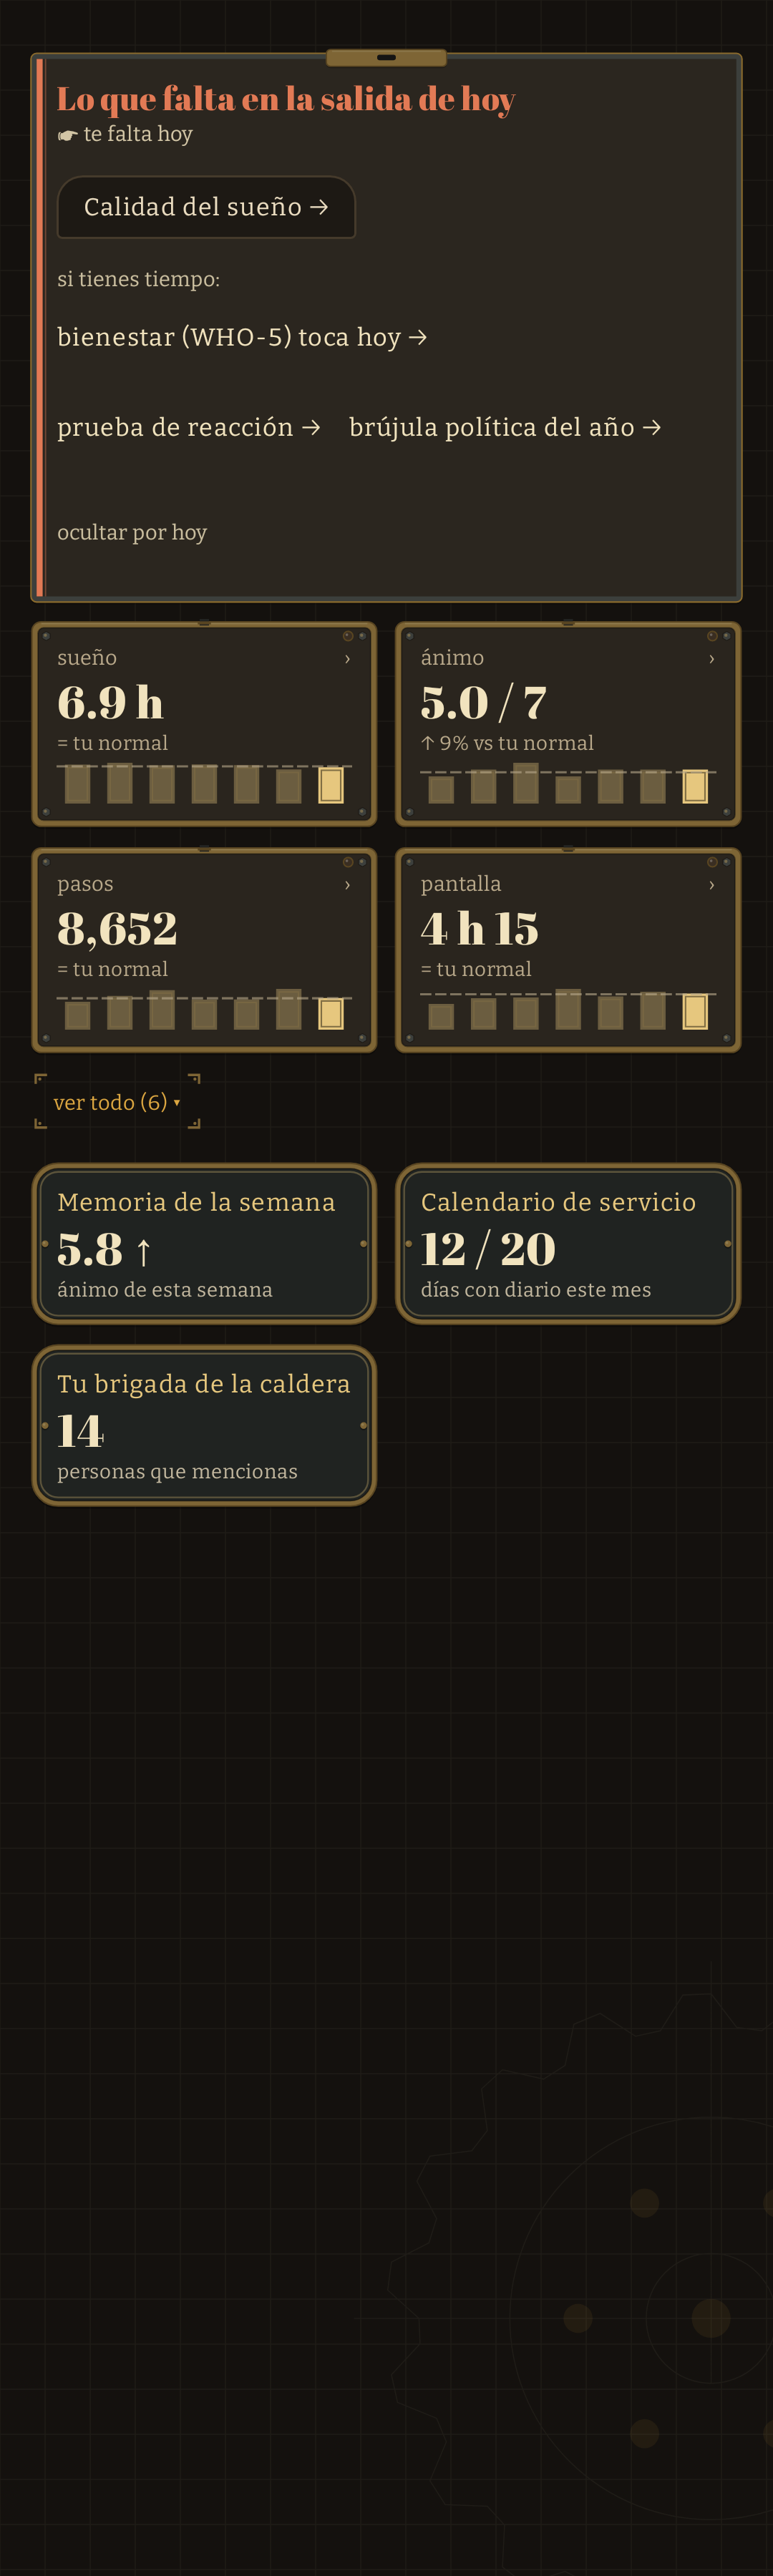 Lo que falta en la salida de hoy
☛ te falta hoy
Calidad del sueño →
si tienes tiempo:
bienestar (WHO-5) toca hoy →
prueba de reacción → brújula política del año →
ocultar por hoy
sueño ›
6.9 h
= tu normal
ánimo ›
5.0 / 7
↑ 9% vs tu normal
pasos ›
8,652
= tu normal
pantalla ›
4 h 15
= tu normal
ver todo (6) ▾
Memoria de la semana
5.8 ↑
ánimo de esta semana
Calendario de servicio
12 / 20
días con diario este mes
Tu brigada de la caldera
14
personas que mencionas